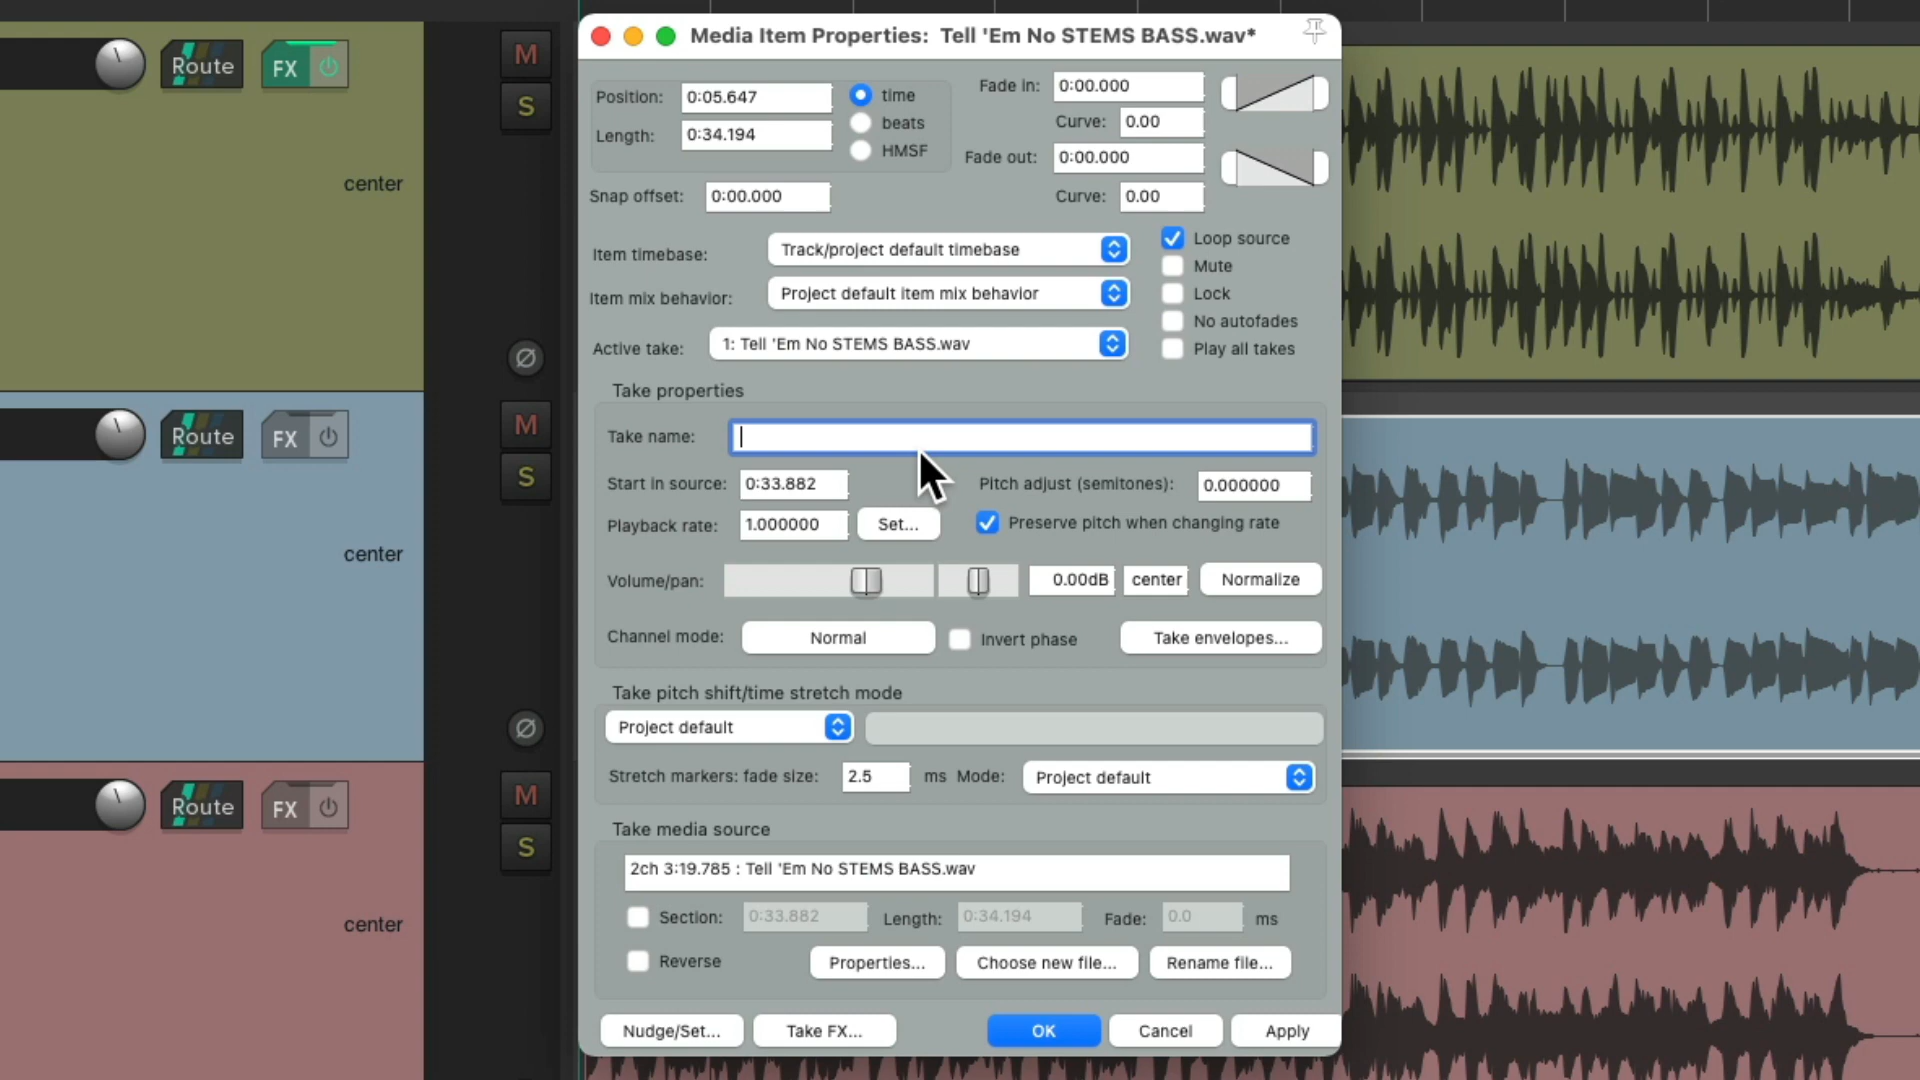 Media Item Properties: Tell 'Em No STEMS BASS.wav*
Route FX M
S
center
Ø
Route FX M
S
center
Ø
Route FX M
S
center
Position: 0:05.647 time
beats
Length: 0:34.194
HMSF
Fade in: 0:00.000
Curve: 0.00
Fade out: 0:00.000
Snap offset: 0:00.000 Curve: 0.00
Item timebase: Track/project default timebase
Item mix behavior: Project default item mix behavior
Active take: 1: Tell 'Em No STEMS BASS.wav
Loop source
Mute
Lock
No autofades
Play all takes
Take properties
Take name:
Start in source: 0:33.882 Pitch adjust (semitones): 0.000000
Playback rate: 1.000000 Set... Preserve pitch when changing rate
Volume/pan: 0.00dB center Normalize
Channel mode: Normal Invert phase Take envelopes...
Take pitch shift/time stretch mode
Project default
Stretch markers: fade size: 2.5 ms Mode: Project default
Take media source
2ch 3:19.785 : Tell 'Em No STEMS BASS.wav
Section: 0:33.882 Length: 0:34.194 Fade: 0.0 ms
Reverse Properties... Choose new file... Rename file...
Nudge/Set... Take FX... OK Cancel Apply